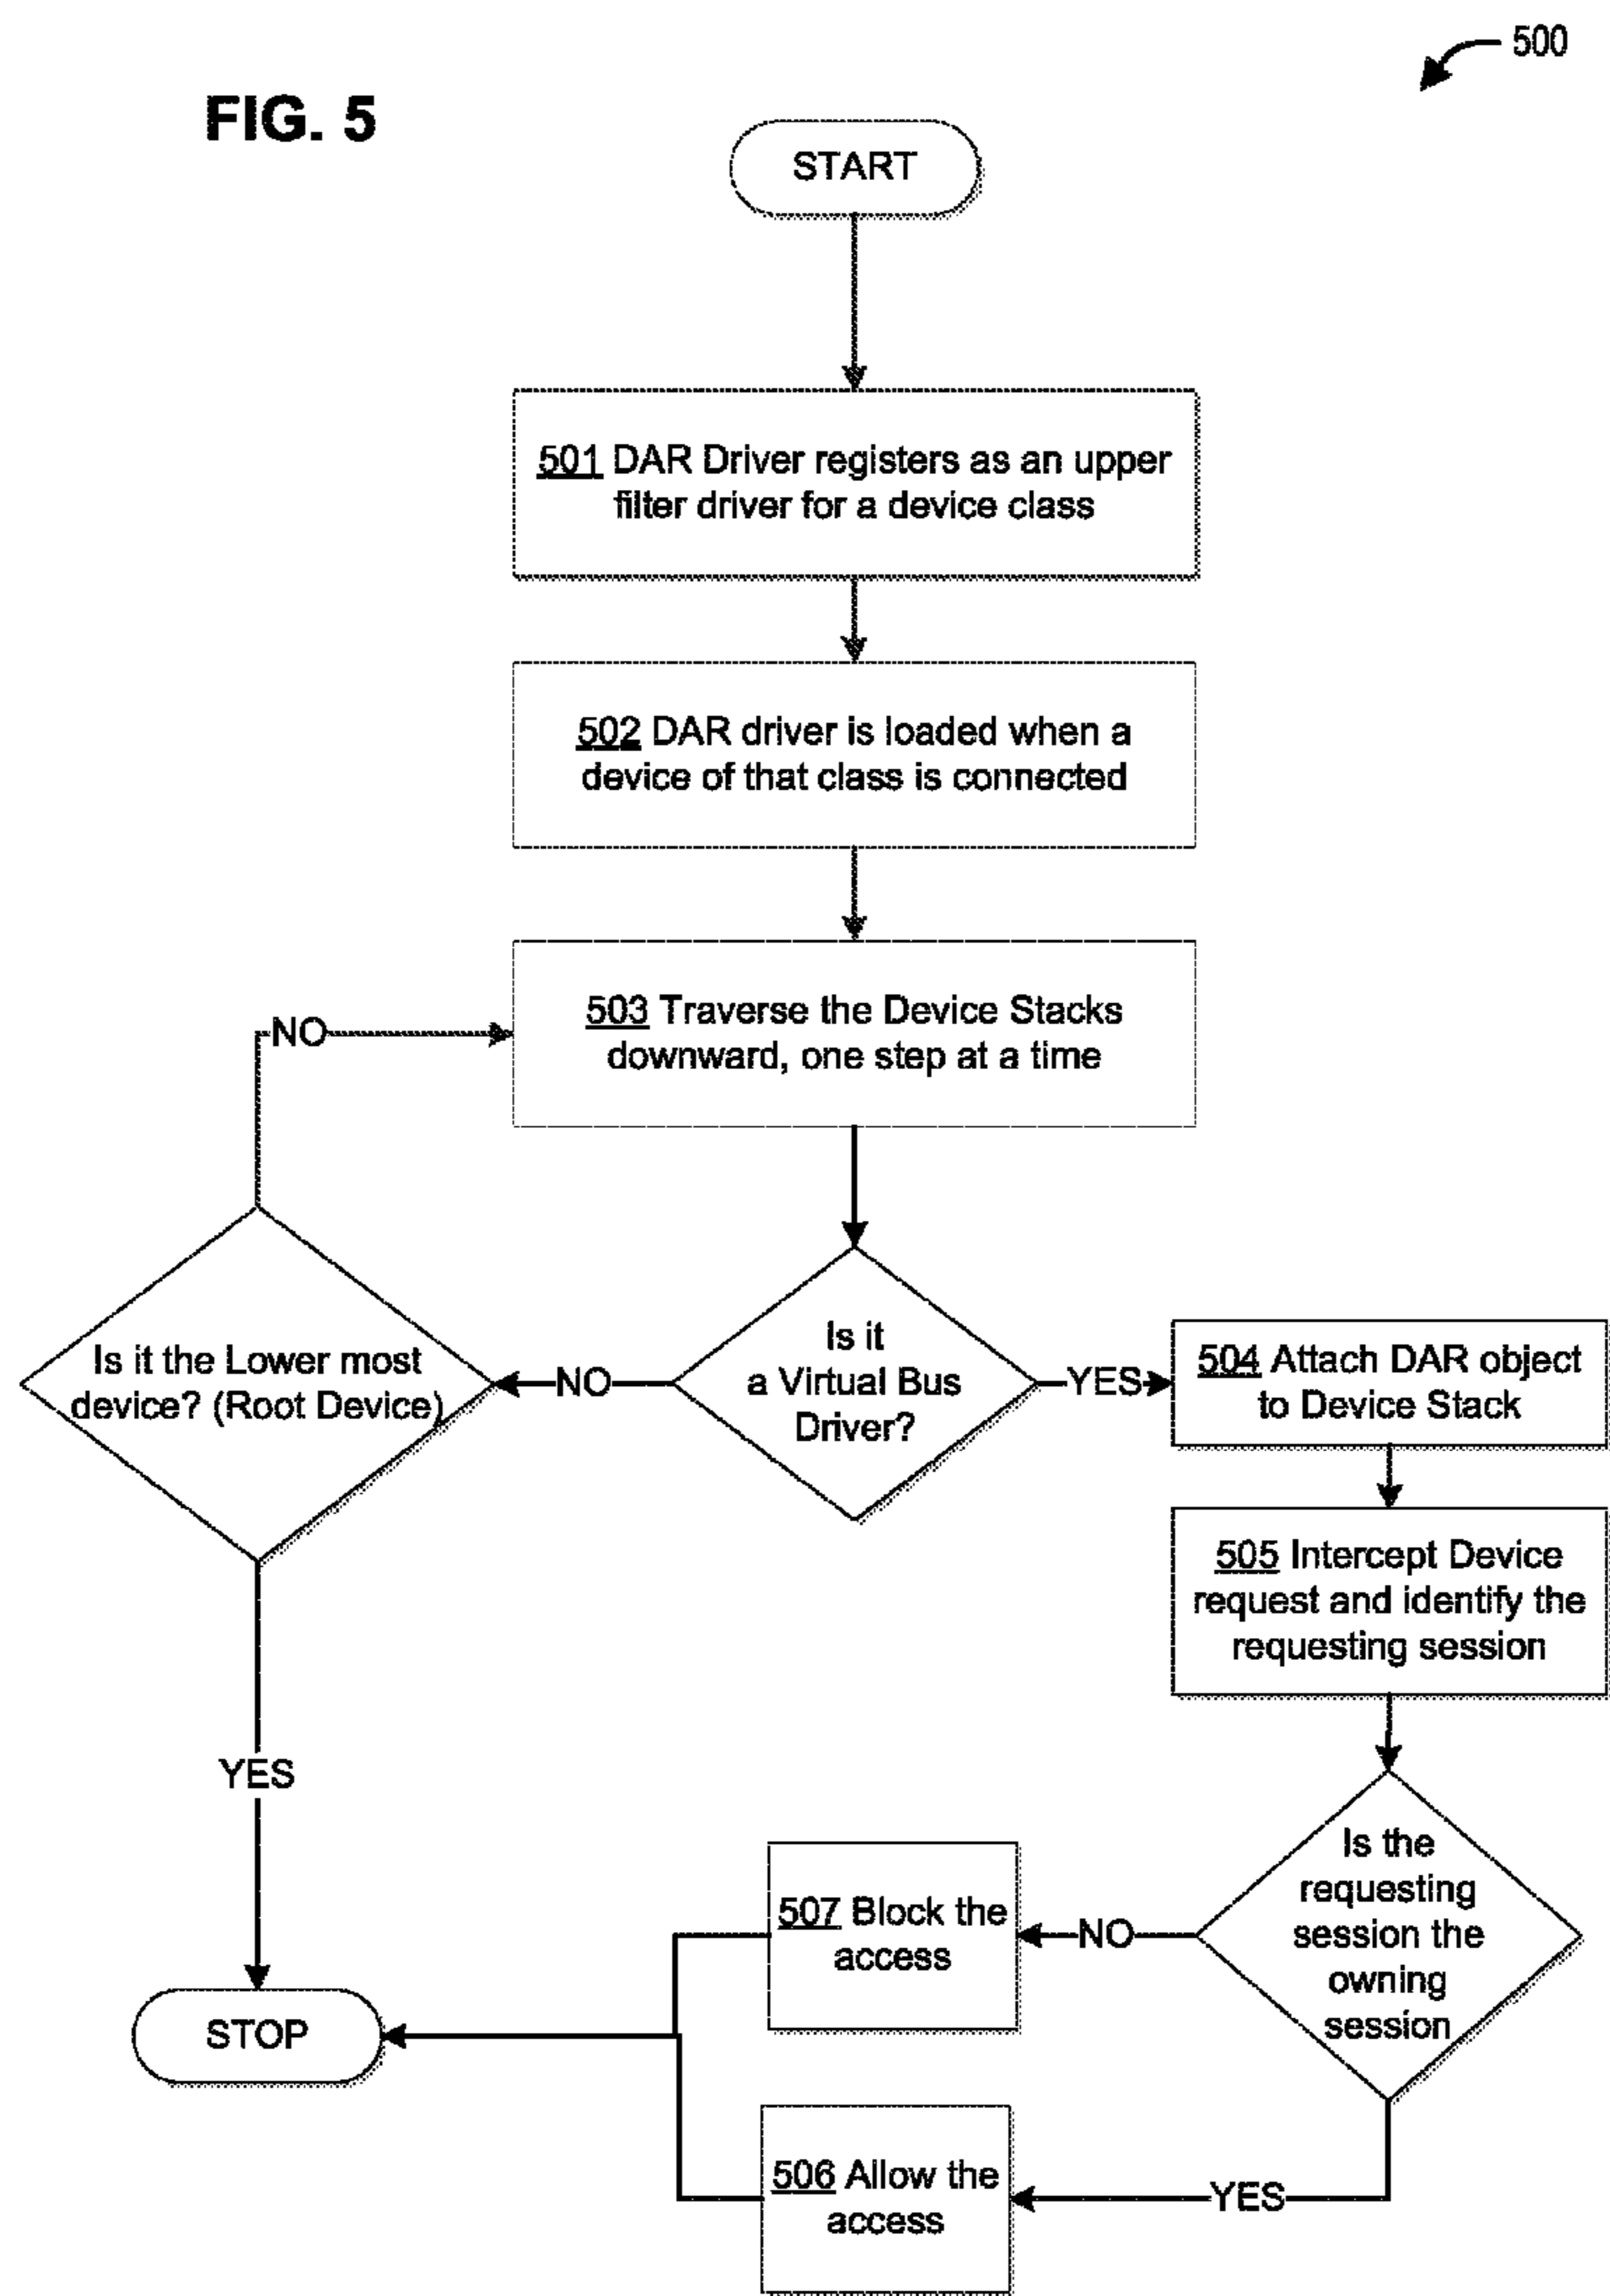 500
FIG. 5
START
501 DAR Driver registers as an upper
filter driver for a device class
502 DAR driver is loaded when a
device of that class is connected
503 Traverse the Device Stacks
downward, one step at a time
NO
Is it the Lower most
device? (Root Device)
NO
Is it
a Virtual Bus
Driver?
YES
504 Attach DAR object
to Device Stack
505 Intercept Device
request and identify the
requesting session
YES
Is the
requesting
session the
owning
session
NO
507 Block the
access
STOP
506 Allow the
access
YES